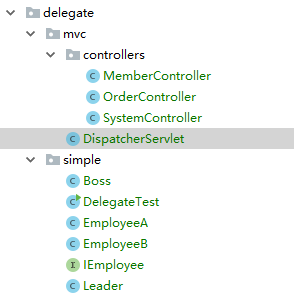 delegate
mvc
controllers
MemberController
OrderController
SystemController
DispatcherServlet
simple
Boss
DelegateTest
EmployeeA
EmployeeB
IEmployee
Leader